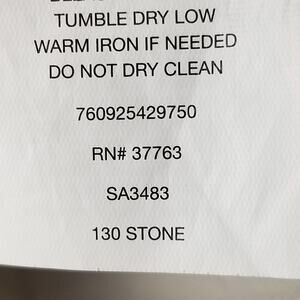 TUMBLE DRY LOW
WARM IRON IF NEEDED
DO NOT DRY CLEAN
760925429750
RN# 37763
SA3483
130 STONE